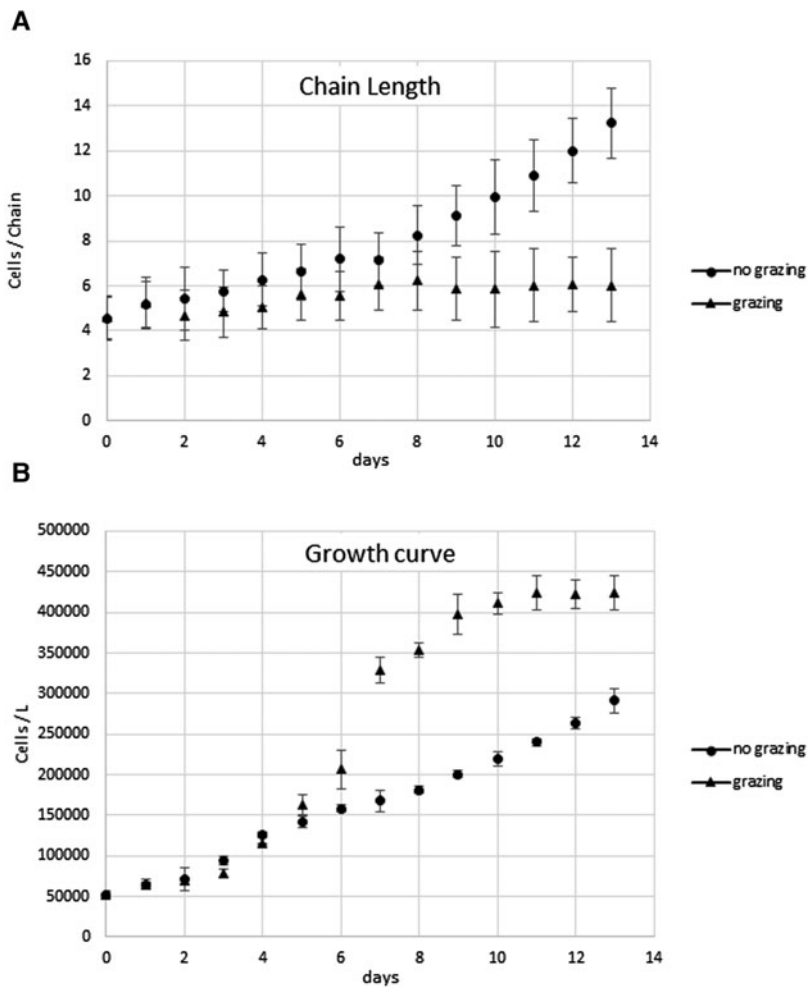 A
Chain Length
16
14
12
10
8
6
4
2
0
Cells / Chain
0 2 4 6 8 10 12 14
days
no grazing
grazing
B
Growth curve
500000
450000
400000
350000
300000
250000
200000
150000
100000
50000
0
Cells / L
0 2 4 6 8 10 12 14
days
no grazing
grazing